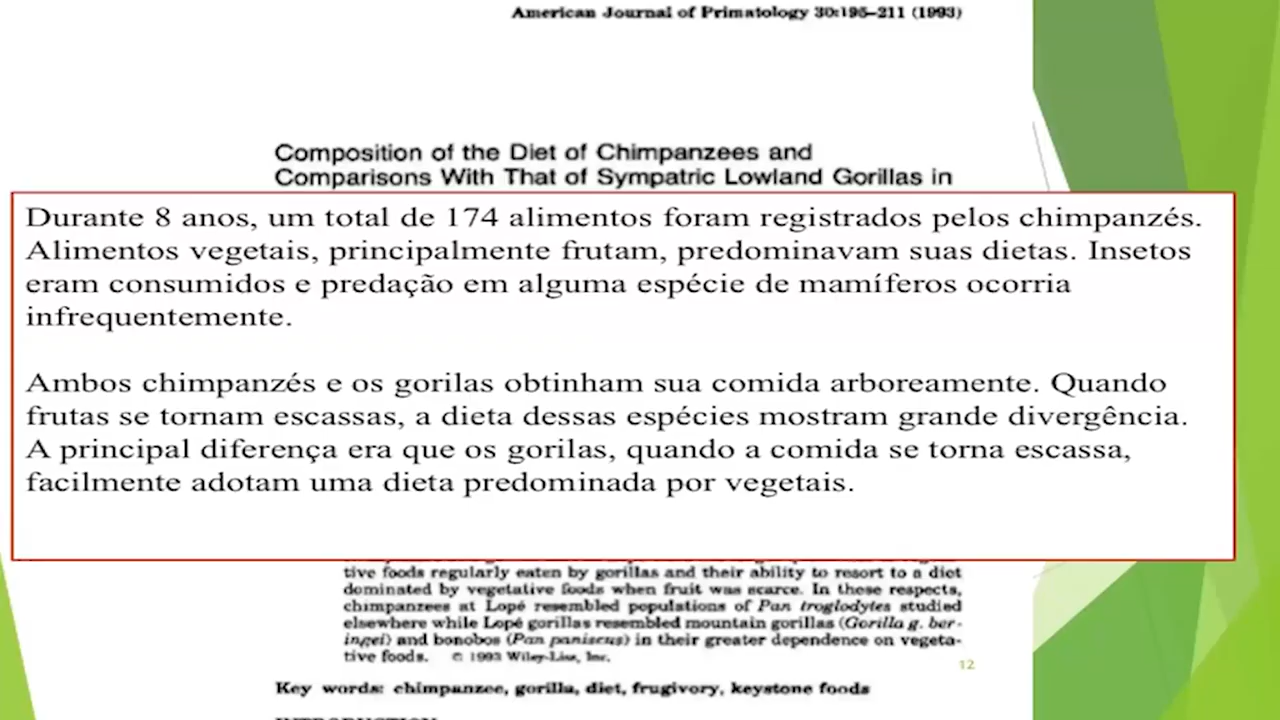 American Journal of Primatology 30:195–211 (1993)
Composition of the Diet of Chimpanzees and
Comparisons With That of Sympatric Lowland Gorillas in
Durante 8 anos, um total de 174 alimentos foram registrados pelos chimpanzés.
Alimentos vegetais, principalmente frutam, predominavam suas dietas. Insetos
eram consumidos e predação em alguma espécie de mamíferos ocorria
infrequentemente.
Ambos chimpanzés e os gorilas obtinham sua comida arboreamente. Quando
frutas se tornam escassas, a dieta dessas espécies mostram grande divergência.
A principal diferença era que os gorilas, quando a comida se torna escassa,
facilmente adotam uma dieta predominada por vegetais.
tive foods regularly eaten by gorillas and their ability to resort to a diet
dominated by vegetative foods when fruit was scarce. In these respects,
chimpanzees at Lopé resembled populations of Pan troglodytes studied
elsewhere while Lopé gorillas resembled mountain gorillas (Gorilla g. ber-
ingei) and bonobos (Pan paniscus) in their greater dependence on vegeta-
tive foods. © 1993 Wiley-Liss, Inc.
12
Key words: chimpanzee, gorilla, diet, frugivory, keystone foods